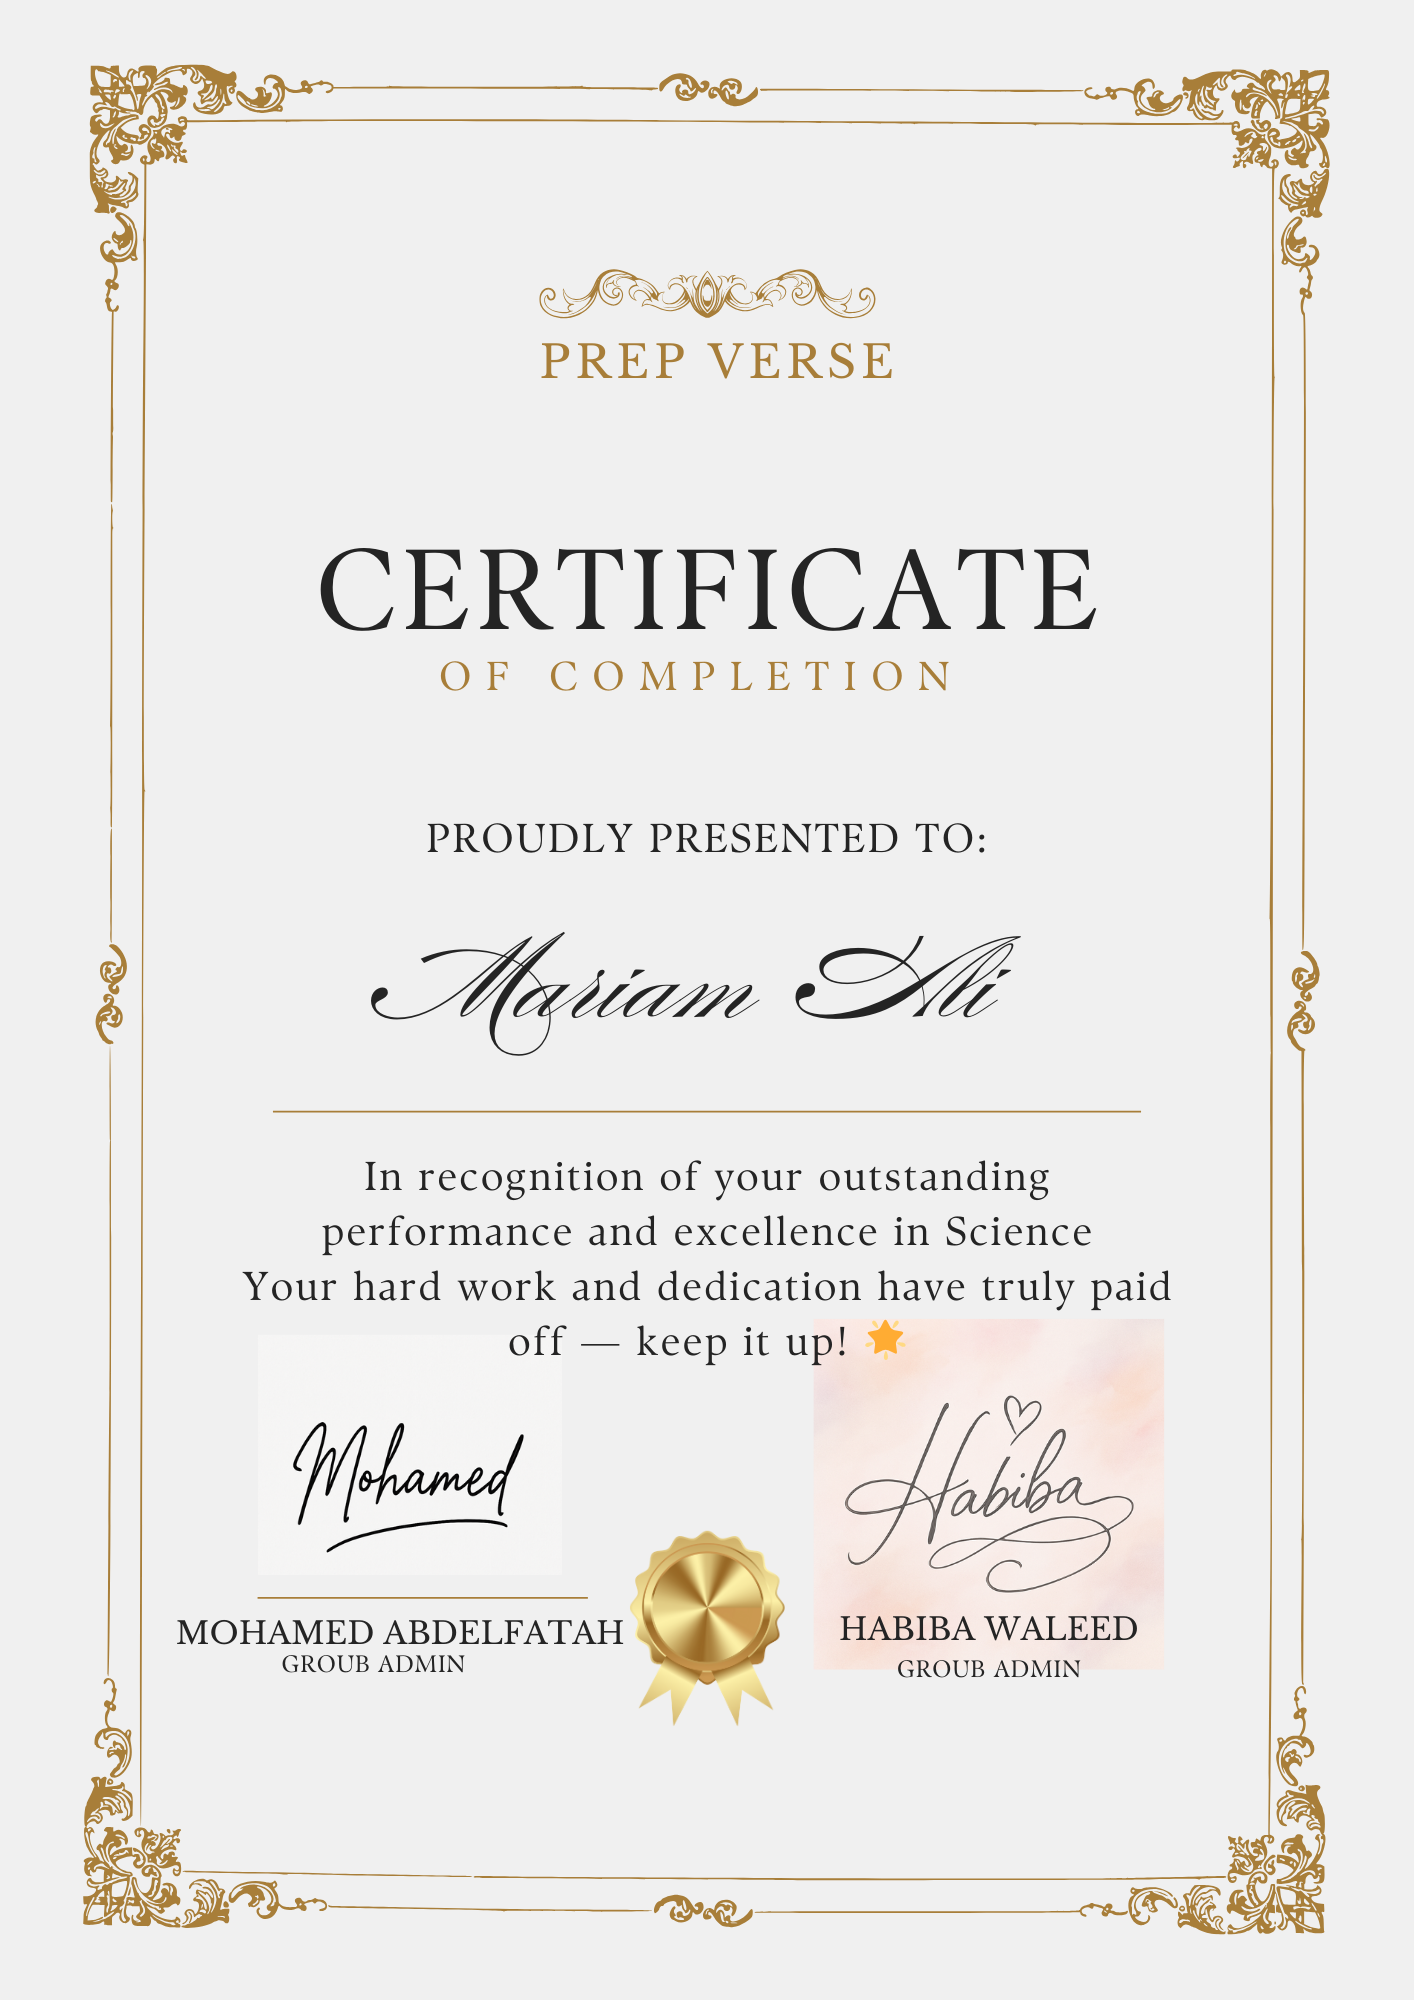 PREP VERSE
CERTIFICATE
OF COMPLETION
PROUDLY PRESENTED TO:
Mariam Ali
In recognition of your outstanding
performance and excellence in Science
Your hard work and dedication have truly paid
off — keep it up! 🌟
Mohamed
MOHAMED ABDELFATAH
GROUB ADMIN
Habiba
HABIBA WALEED
GROUB ADMIN